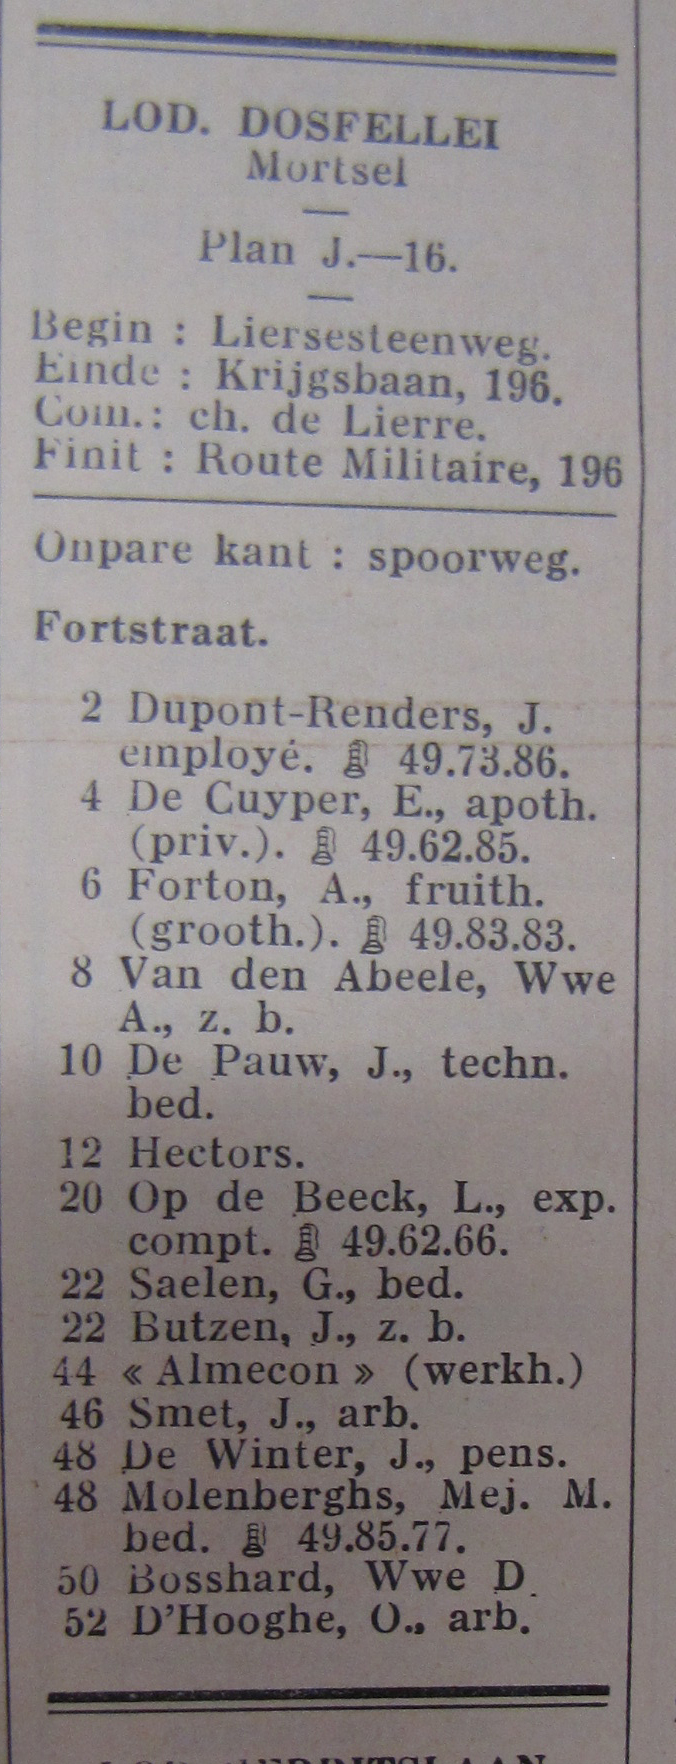 LOD. DOSFELLEI
Mortsel
Plan J.—16.
Begin : Liersesteenweg.
Einde : Krijgsbaan, 196.
Com.: ch. de Lierre.
Finit : Route Militaire, 196
Onpare kant : spoorweg.
Fortstraat.
2 Dupont-Renders, J.
employé. 49.73.86.
4 De Cuyper, E., apoth.
(priv.). 49.62.85.
6 Forton, A., fruith.
(grooth.). 49.83.83.
8 Van den Abeele, Wwe
A., z. b.
10 De Pauw, J., techn.
bed.
12 Hectors.
20 Op de Beeck, L., exp.
compt. 49.62.66.
22 Saelen, G., bed.
22 Butzen, J., z. b.
44 « Almecon » (werkh.)
46 Smet, J., arb.
48 De Winter, J., pens.
48 Molenberghs, Mej. M.
bed. 49.85.77.
50 Bosshard, Wwe D.
52 D'Hooghe, O., arb.